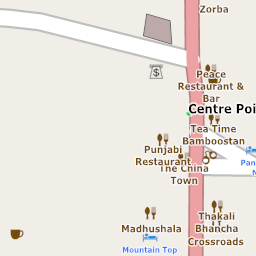 Zorba
Peace
Restaurant &
Bar
Centre Poi
Tea Time
Bamboostan
Punjabi
Restaurant
The China
Town
Pan
N
Thakali
Bhancha
Crossroads
Madhushala
Mountain Top